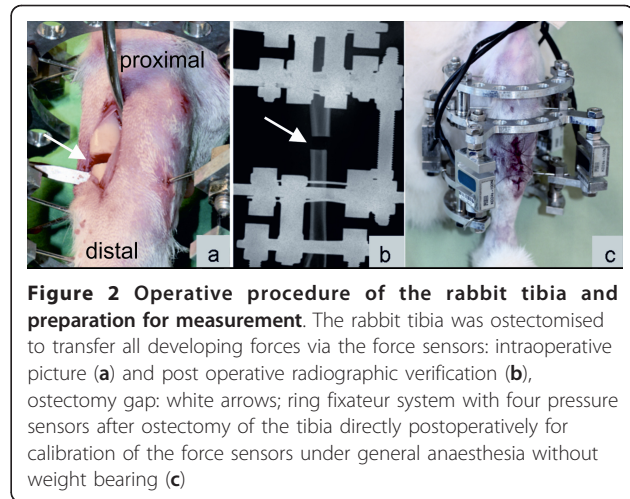 proximal
distal
a
b
c
Figure 2 Operative procedure of the rabbit tibia and
preparation for measurement. The rabbit tibia was ostectomised
to transfer all developing forces via the force sensors: intraoperative
picture (a) and post operative radiographic verification (b),
ostectomy gap: white arrows; ring fixateur system with four pressure
sensors after ostectomy of the tibia directly postoperatively for
calibration of the force sensors under general anaesthesia without
weight bearing (c)